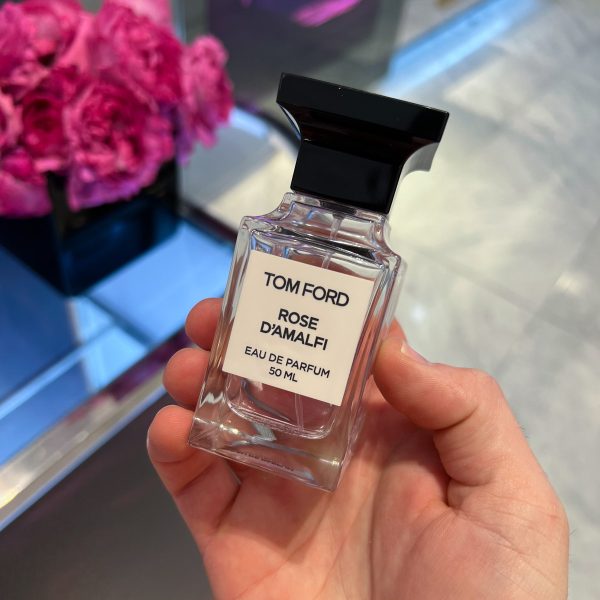 TOM FORD
ROSE
D'AMALFI
EAU DE PARFUM
50 ML